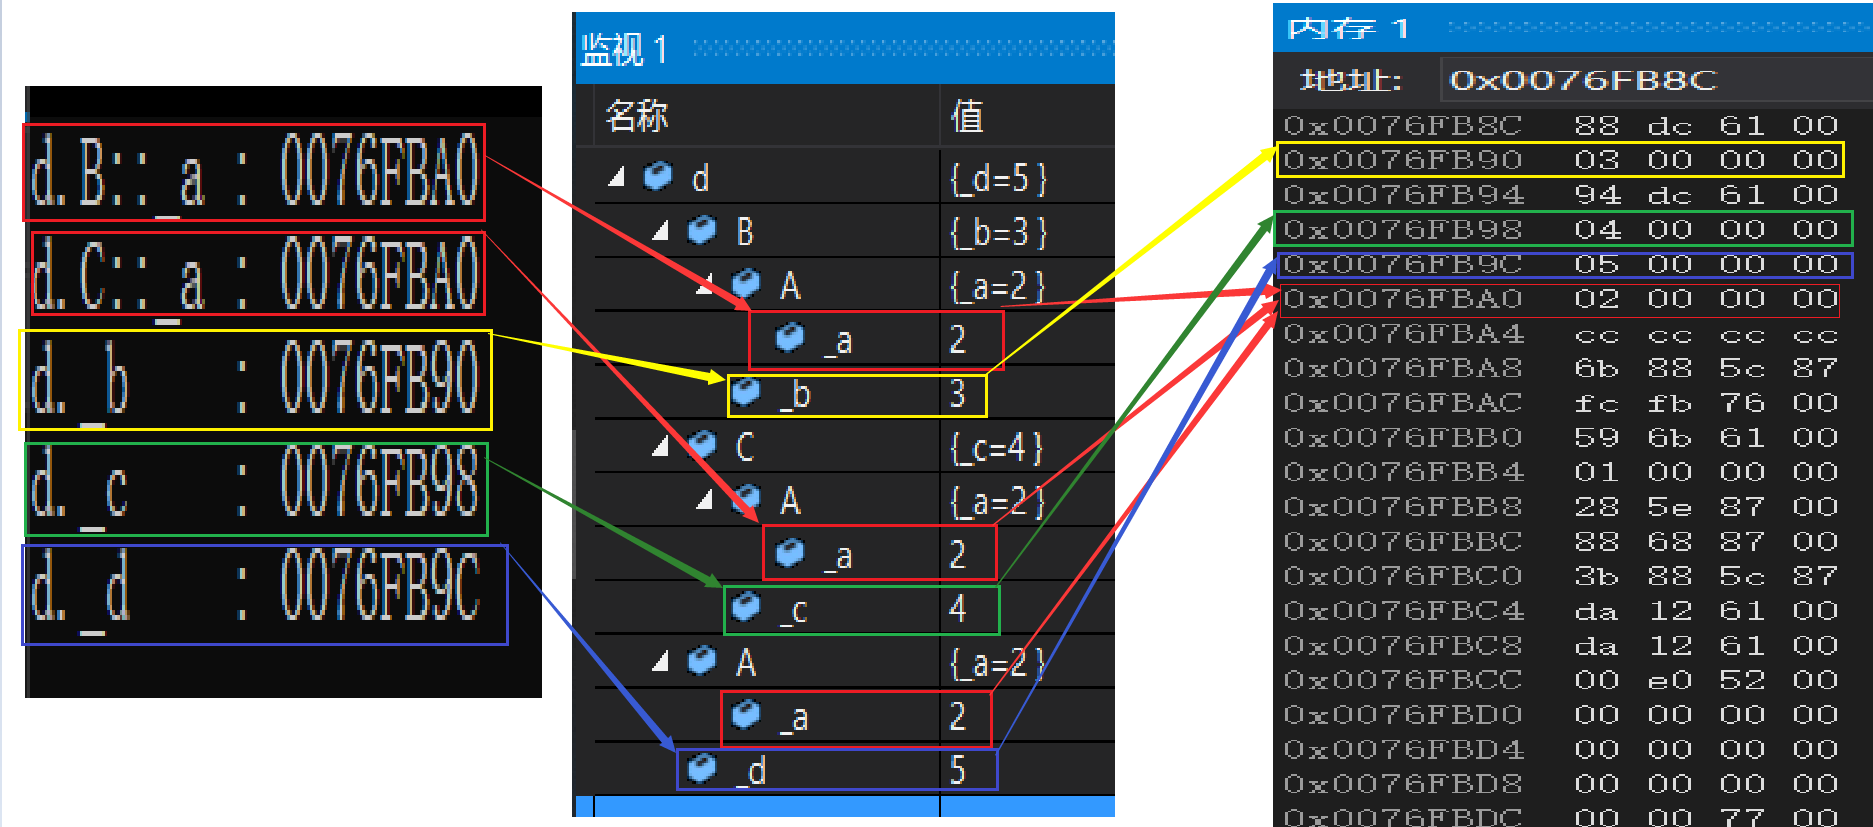 d.B::_a : 0076FBA0
d.C::_a : 0076FBA0
d._b : 0076FB90
d._c : 0076FB98
d._d : 0076FB9C
监视 1
名称 值
d {_d=5}
B {_b=3}
A {_a=2}
_a 2
_b 3
C {_c=4}
A {_a=2}
_a 2
_c 4
A {_a=2}
_a 2
_d 5
内存 1
地址: 0x0076FB8C
0x0076FB8C 88 dc 61 00
0x0076FB90 03 00 00 00
0x0076FB94 94 dc 61 00
0x0076FB98 04 00 00 00
0x0076FB9C 05 00 00 00
0x0076FBA0 02 00 00 00
0x0076FBA4 cc cc cc cc
0x0076FBA8 6b 88 5c 87
0x0076FBAC fc fb 76 00
0x0076FBB0 59 6b 61 00
0x0076FBB4 01 00 00 00
0x0076FBB8 28 5e 87 00
0x0076FBBC 88 68 87 00
0x0076FBC0 3b 88 5c 87
0x0076FBC4 da 12 61 00
0x0076FBC8 da 12 61 00
0x0076FBCC 00 e0 52 00
0x0076FBD0 00 00 00 00
0x0076FBD4 00 00 00 00
0x0076FBD8 00 00 00 00
0x0076FBDC 00 00 77 00